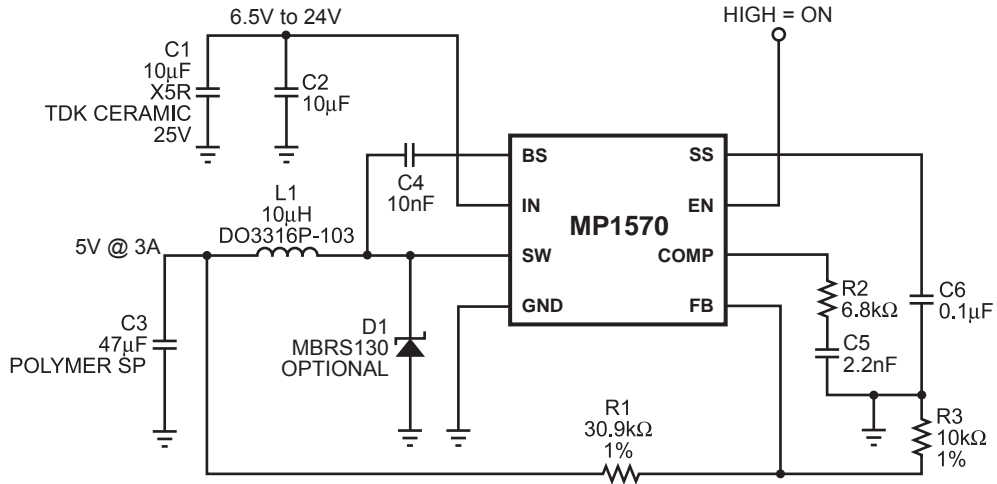 6.5V to 24V
HIGH = ON
C1
10μF
X5R
TDK CERAMIC
25V
C2
10μF
C4
10nF
L1
10μH
DO3316P-103
5V @ 3A
C3
47μF
POLYMER SP
D1
MBRS130
OPTIONAL
BS
IN
SW
GND
MP1570
SS
EN
COMP
FB
R2
6.8kΩ
C5
2.2nF
C6
0.1μF
R1
30.9kΩ
1%
R3
10kΩ
1%